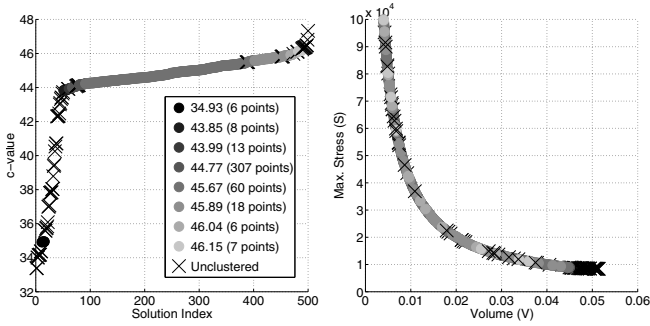 48
46
44
42
40
38
36
34
32
c-value
34.93 (6 points)
43.85 (8 points)
43.99 (13 points)
44.77 (307 points)
45.67 (60 points)
45.89 (18 points)
46.04 (6 points)
46.15 (7 points)
Unclustered
0 100 200 300 400 500
Solution Index
x 10^4
10
9
8
7
6
5
4
3
2
1
0
Max. Stress (S)
0 0.01 0.02 0.03 0.04 0.05 0.06
Volume (V)